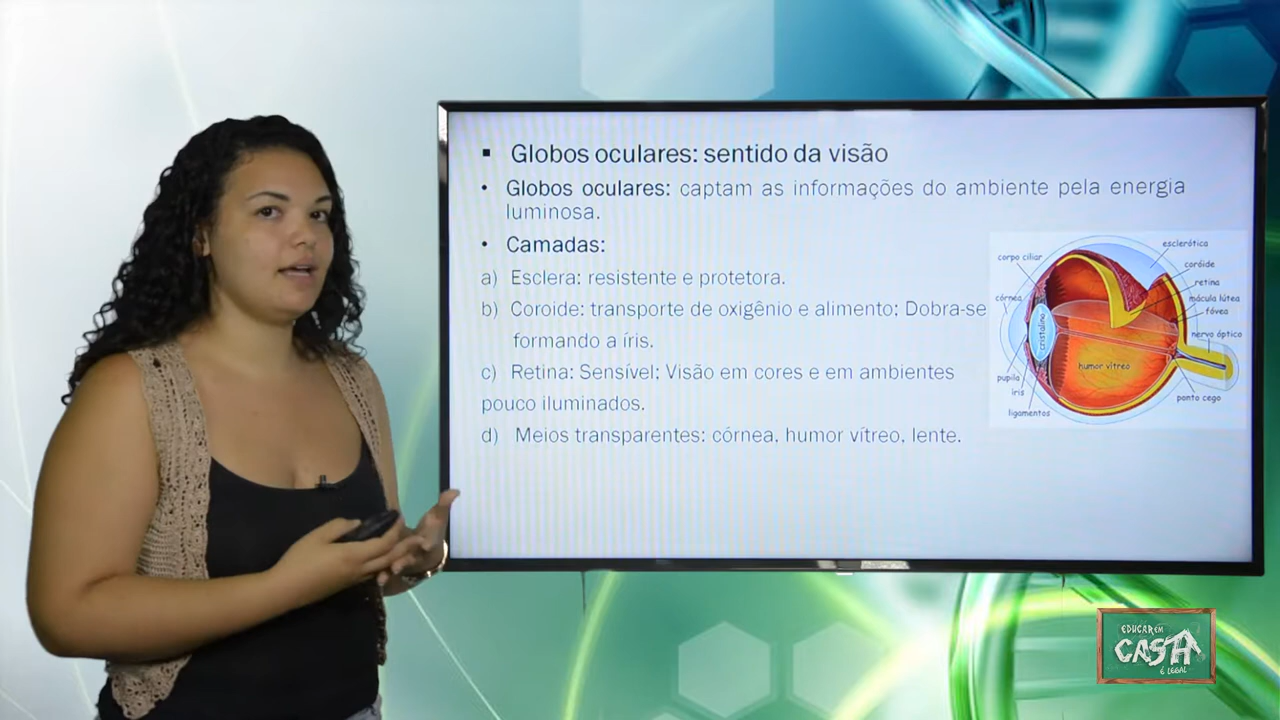 ▪ Globos oculares: sentido da visão
• Globos oculares: captam as informações do ambiente pela energia
luminosa.
• Camadas:
a) Esclera: resistente e protetora.
b) Coroide: transporte de oxigênio e alimento; Dobra-se
formando a íris.
c) Retina: Sensível; Visão em cores e em ambientes
pouco iluminados.
d) Meios transparentes: córnea, humor vítreo, lente.
esclerótica
corpo ciliar
coróide
retina
córnea
mácula lútea
fóvea
cristalino
nervo óptico
humor vítreo
pupila
íris
ponto cego
ligamentos
EDUCAR EM
CASA
É LEGAL